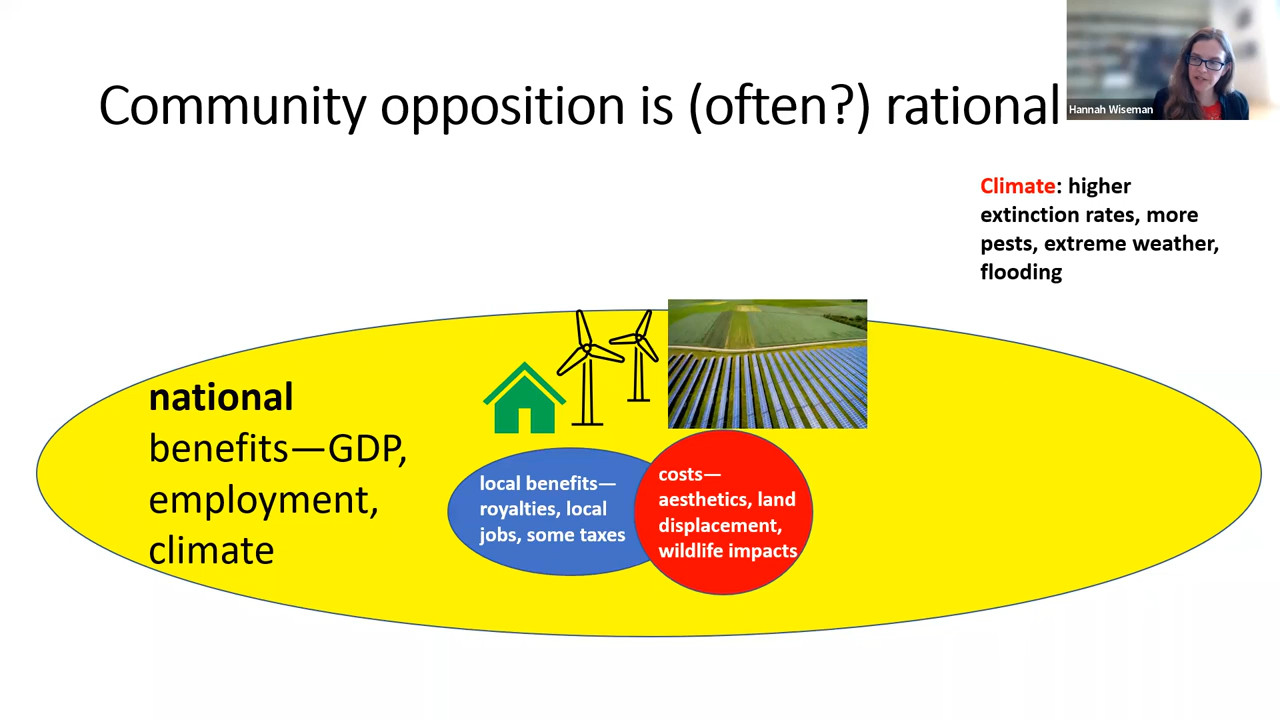 Community opposition is (often?) rational
Hannah Wiseman
Climate: higher
extinction rates, more
pests, extreme weather,
flooding
national
benefits—GDP,
employment,
climate
local benefits—
royalties, local
jobs, some taxes
costs—
aesthetics, land
displacement,
wildlife impacts